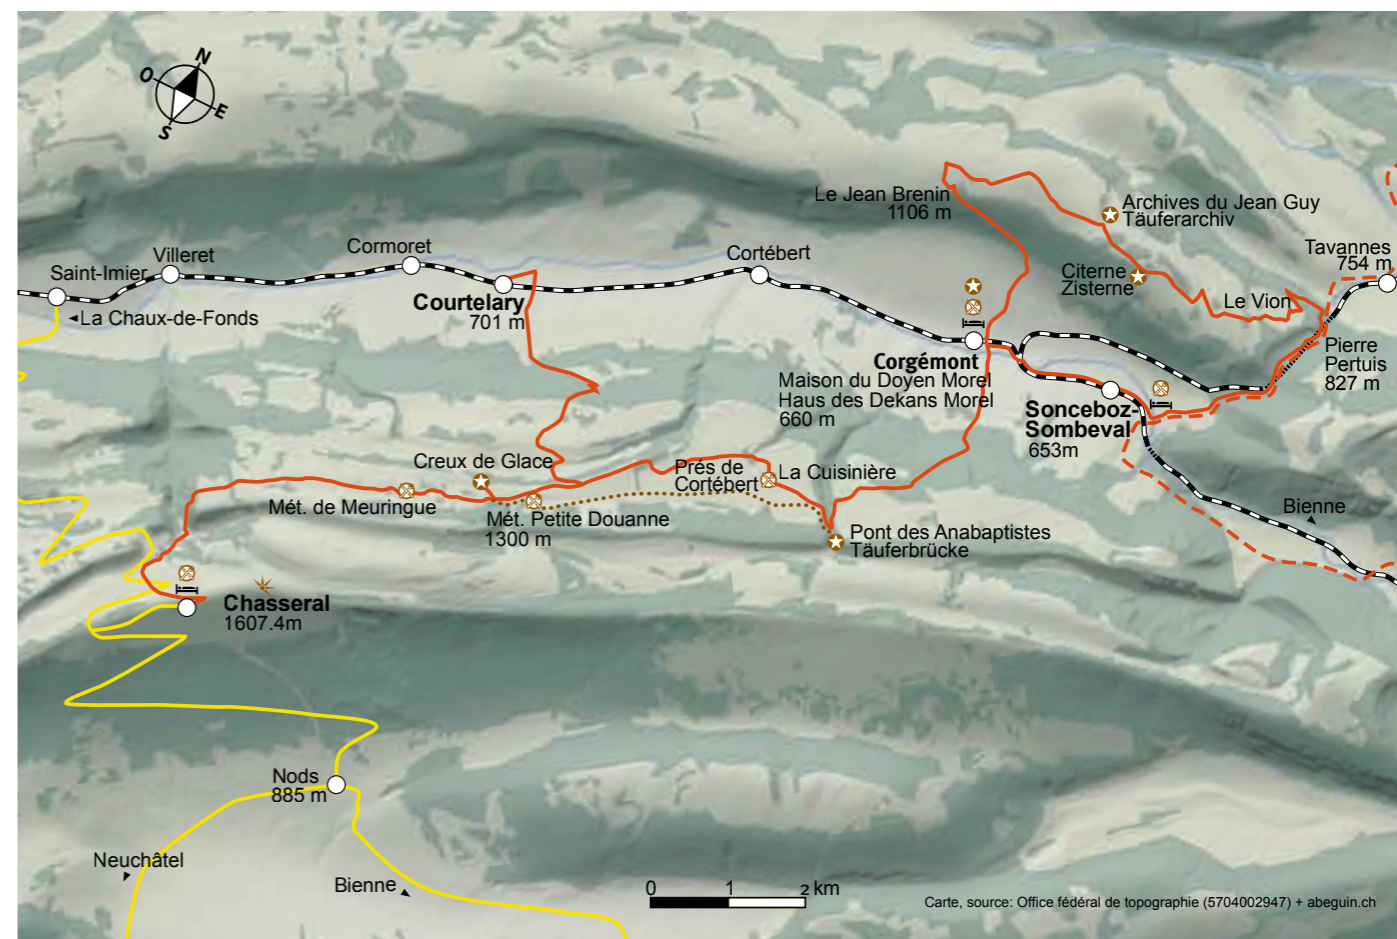 N
O
E
S
Le Jean Brenin
1106 m
Archives du Jean Guy
Täuferarchiv
Tavannes
754 m
Villeret
Cormoret
Cortébert
Saint-Imier
Citerne
Zisterne
Le Vion
Courtelary
701 m
La Chaux-de-Fonds
Pierre
Pertuis
827 m
Corgémont
Maison du Doyen Morel
Haus des Dekans Morel
660 m
Sonceboz-
Sombeval
653m
Creux de Glace
Prés de
Cortébert
La Cuisinière
Mét. de Meuringue
Mét. Petite Douanne
1300 m
Bienne
Pont des Anabaptistes
Täuferbrücke
Chasseral
1607.4m
Nods
885 m
Neuchâtel
Bienne
0 1 2 km
Carte, source: Office fédéral de topographie (5704002947) + abeguin.ch